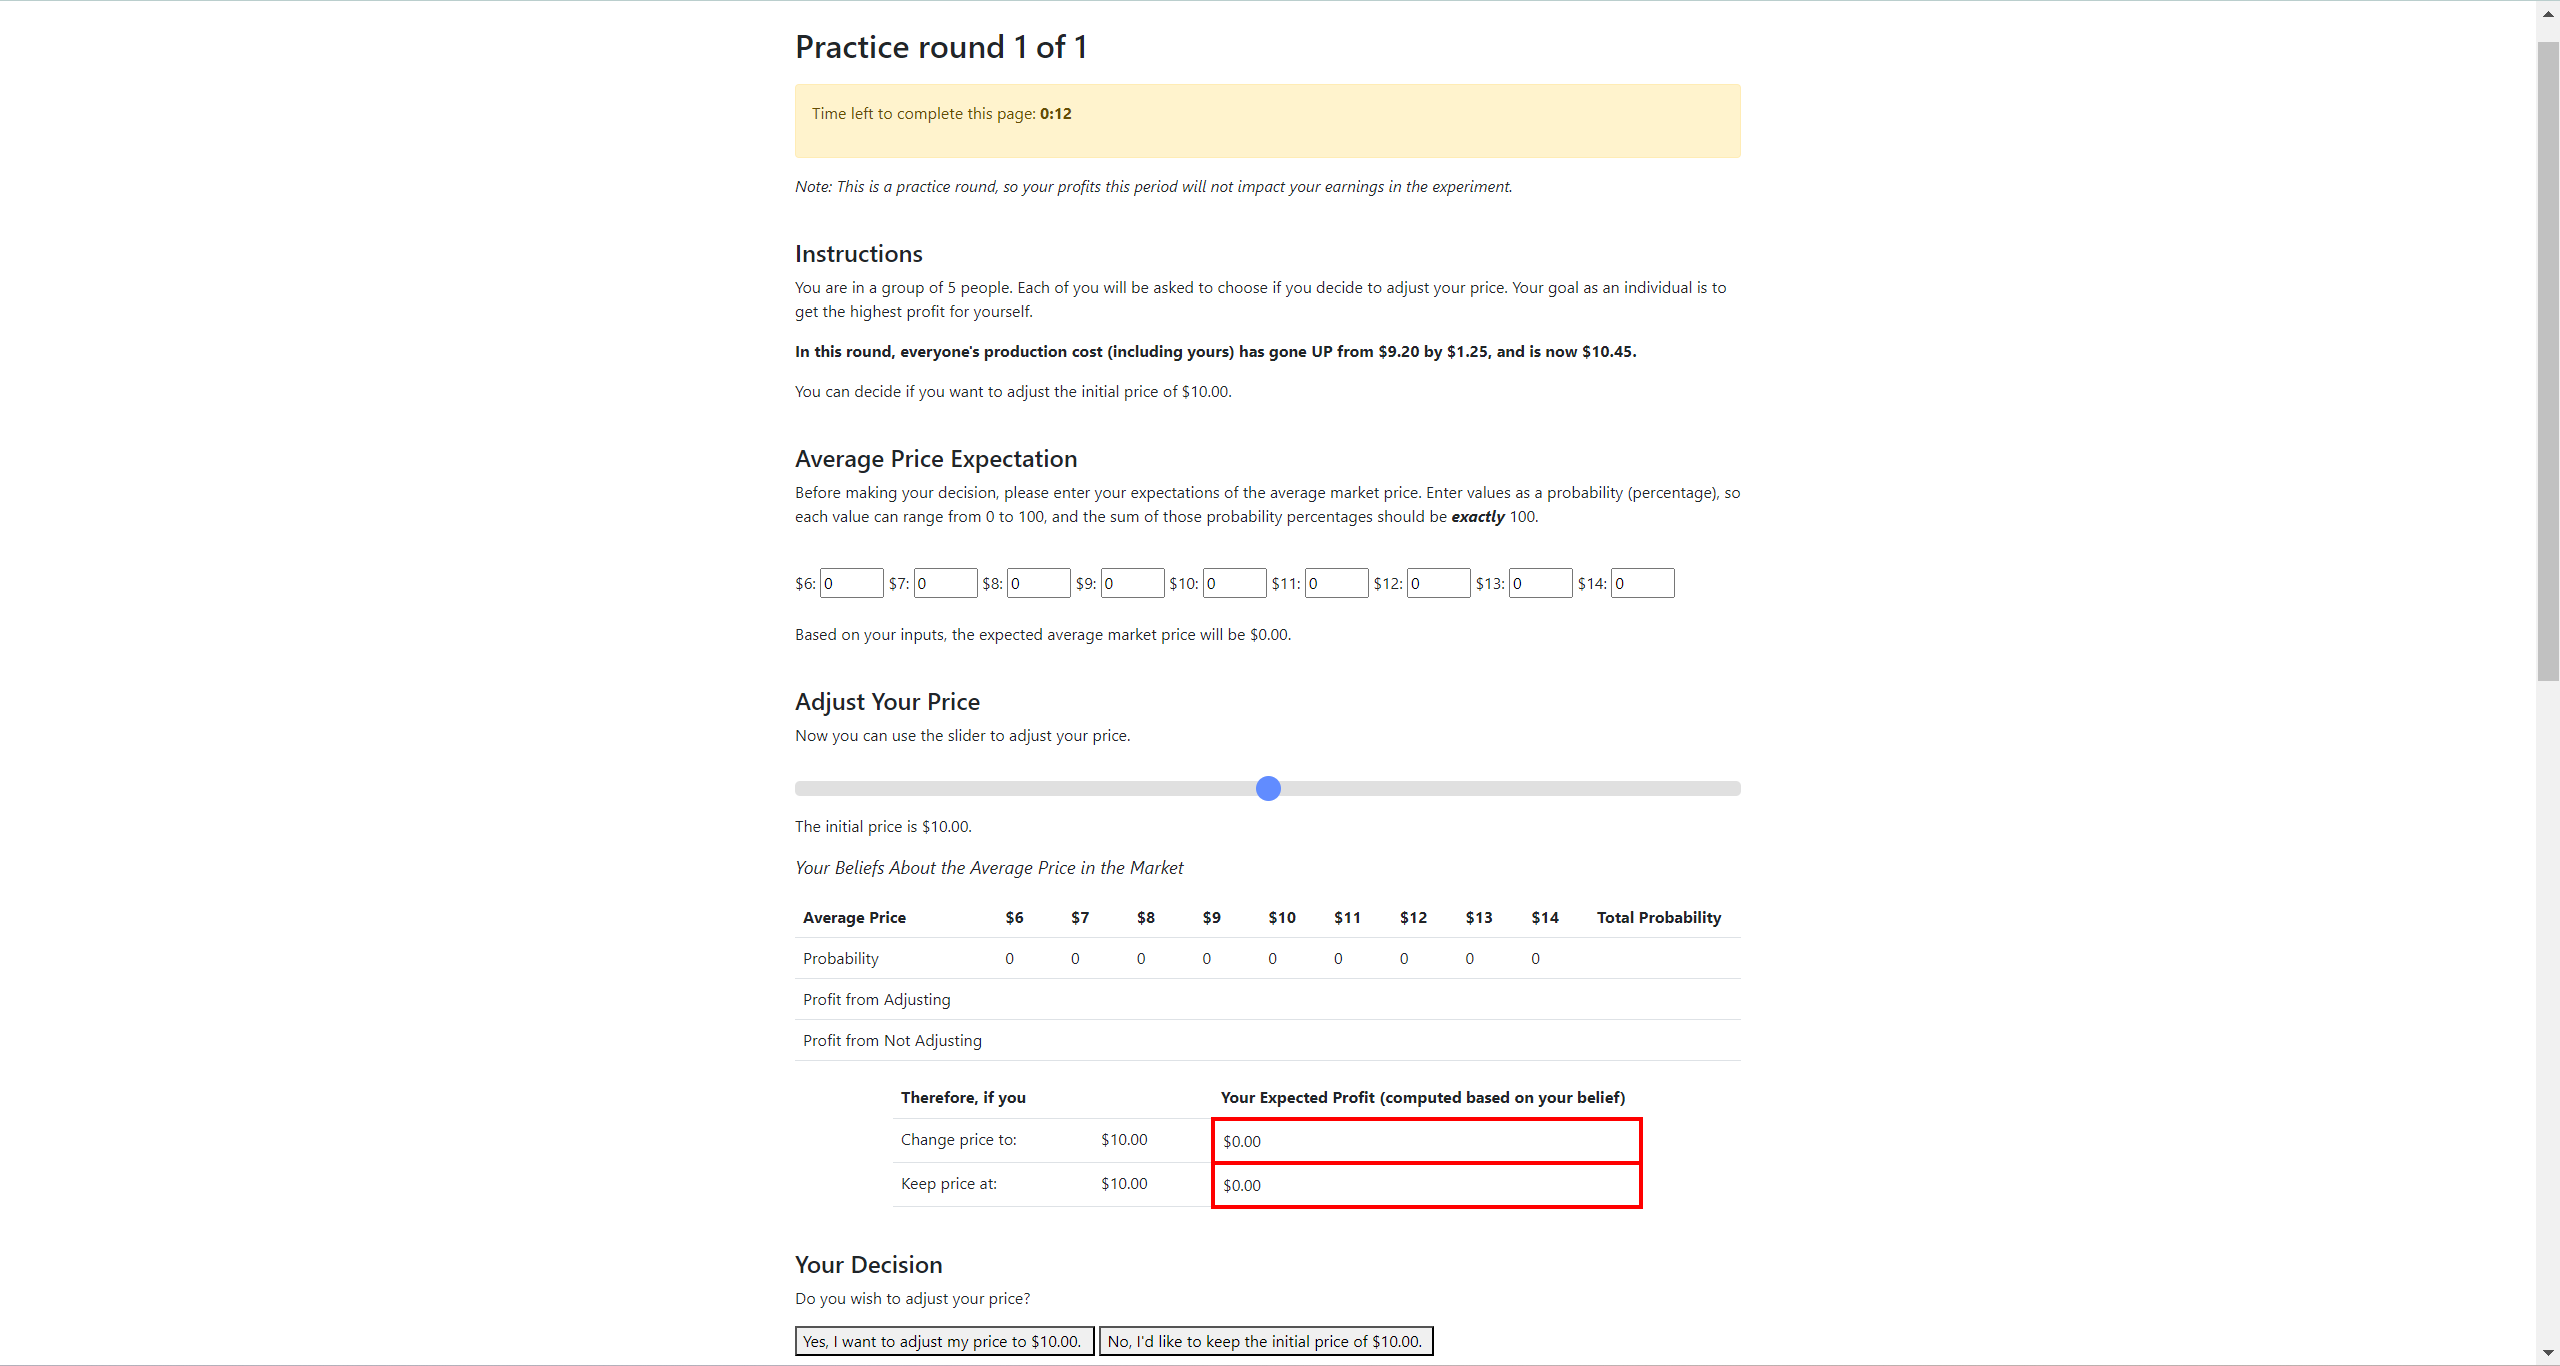 Practice round 1 of 1
Time left to complete this page: 0:12
Note: This is a practice round, so your profits this period will not impact your earnings in the experiment.
Instructions
You are in a group of 5 people. Each of you will be asked to choose if you decide to adjust your price. Your goal as an individual is to
get the highest profit for yourself.
In this round, everyone's production cost (including yours) has gone UP from $9.20 by $1.25, and is now $10.45.
You can decide if you want to adjust the initial price of $10.00.
Average Price Expectation
Before making your decision, please enter your expectations of the average market price. Enter values as a probability (percentage), so
each value can range from 0 to 100, and the sum of those probability percentages should be exactly 100.
$6: 0 $7: 0 $8: 0 $9: 0 $10: 0 $11: 0 $12: 0 $13: 0 $14: 0
Based on your inputs, the expected average market price will be $0.00.
Adjust Your Price
Now you can use the slider to adjust your price.
The initial price is $10.00.
Your Beliefs About the Average Price in the Market
Average Price $6 $7 $8 $9 $10 $11 $12 $13 $14 Total Probability
Probability 0 0 0 0 0 0 0 0 0
Profit from Adjusting
Profit from Not Adjusting
Therefore, if you Your Expected Profit (computed based on your belief)
Change price to: $10.00 $0.00
Keep price at: $10.00 $0.00
Your Decision
Do you wish to adjust your price?
Yes, I want to adjust my price to $10.00. No, I'd like to keep the initial price of $10.00.